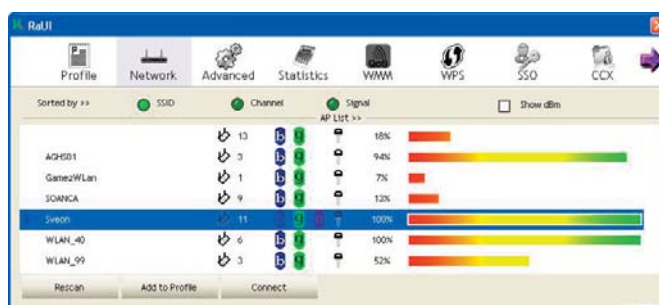 RaUI
Profile Network Advanced Statistics WMM WPS SSO CCX
Sorted by >> SSID Channel Signal Show dBm
AP List >>
13 b g 18%
AGHS01 3 b g 94%
GamezWLan 1 b g 7%
SOANCA 9 b g 13%
Sveon 11 b g 100%
WLAN_40 6 b g 100%
WLAN_99 3 b g 52%
Rescan Add to Profile Connect